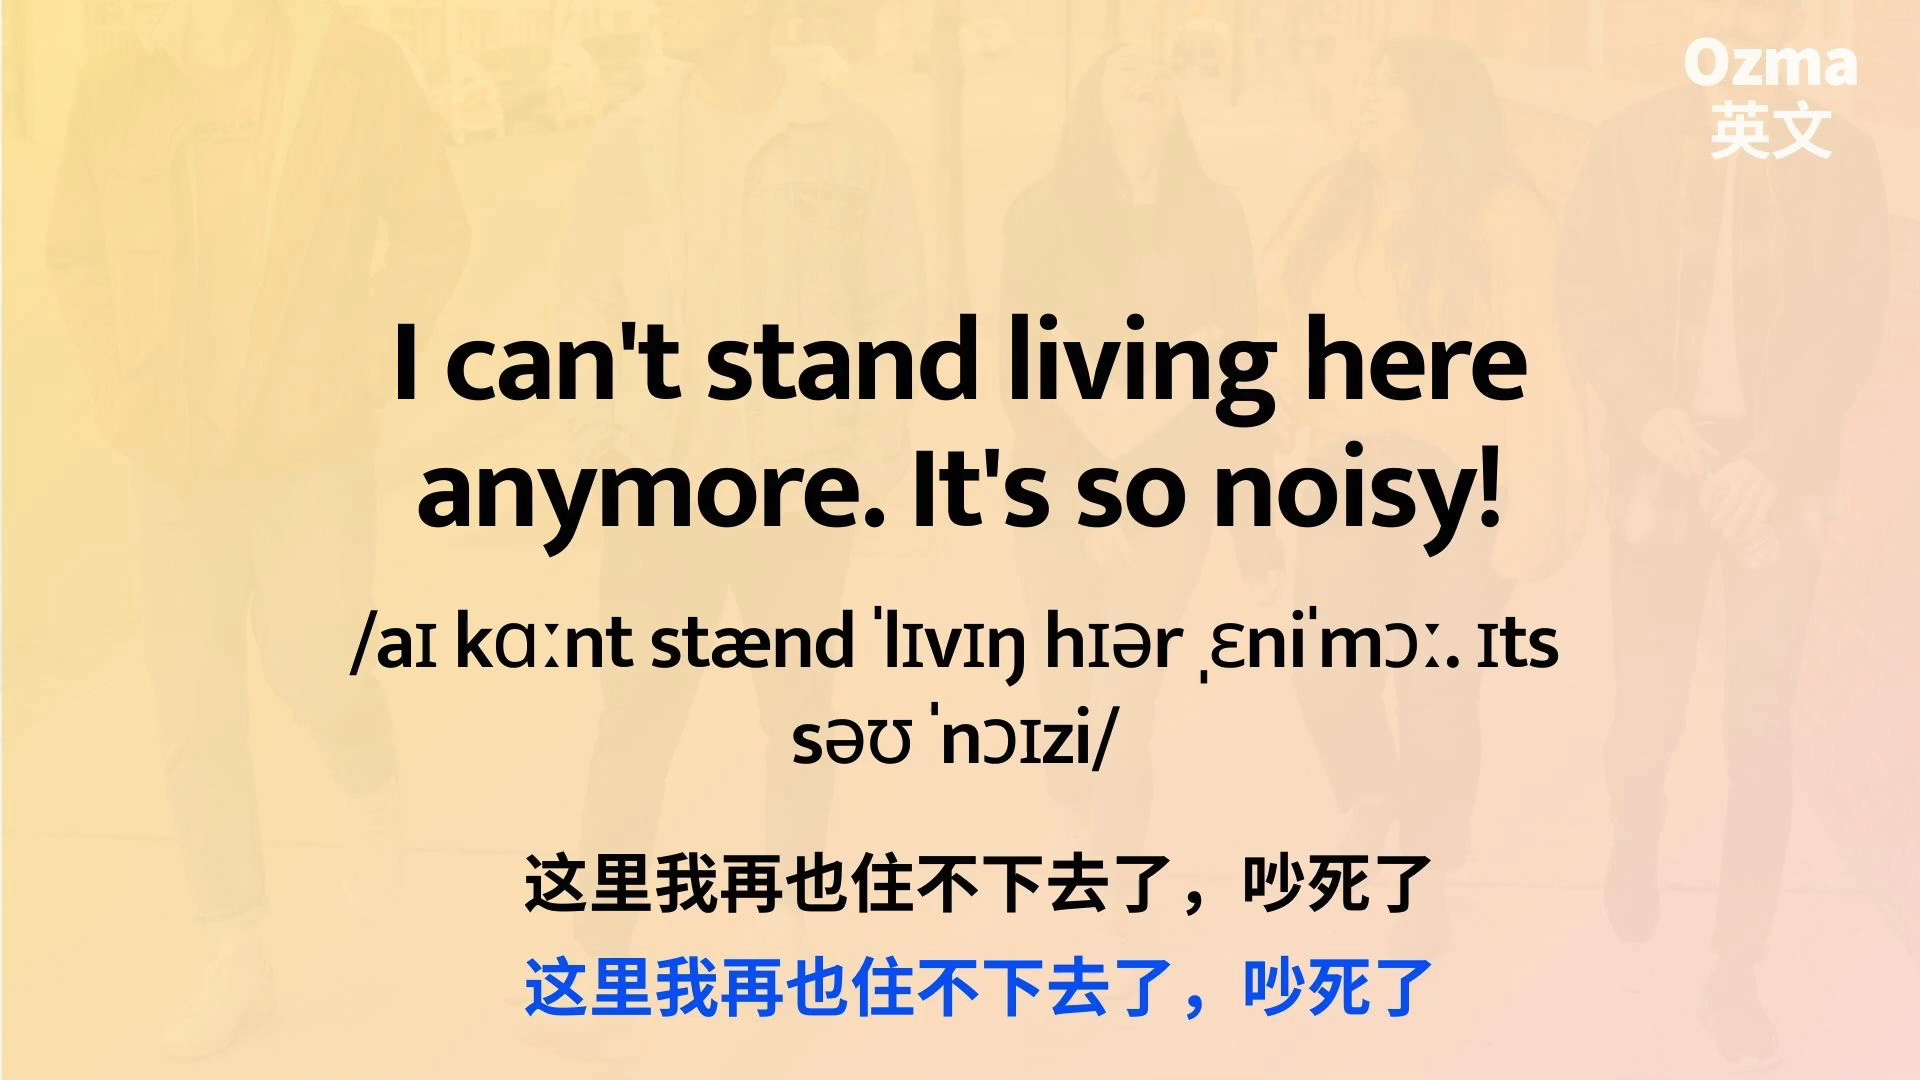 Ozma
英文
I can't stand living here
anymore. It's so noisy!
/aɪ kɑːnt stænd ˈlɪvɪŋ hɪər ˌɛniˈmɔː. ɪts
səʊ ˈnɔɪzi/
这里我再也住不下去了，吵死了
这里我再也住不下去了，吵死了